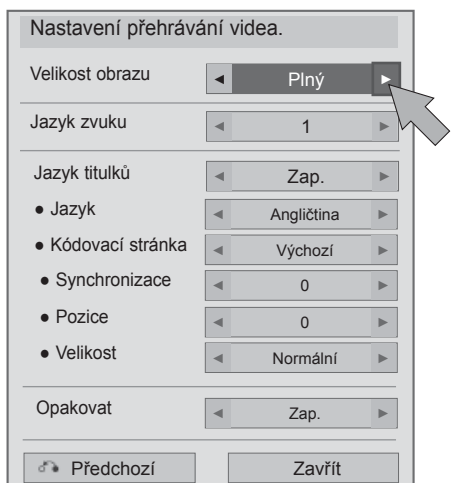 Nastavení přehrávání videa.
Velikost obrazu ◄ Plný ►
Jazyk zvuku ◄ 1 ►
Jazyk titulků ◄ Zap. ►
● Jazyk ◄ Angličtina ►
● Kódovací stránka ◄ Výchozí ►
● Synchronizace ◄ 0 ►
● Pozice ◄ 0 ►
● Velikost ◄ Normální ►
Opakovat ◄ Zap. ►
Předchozí Zavřít